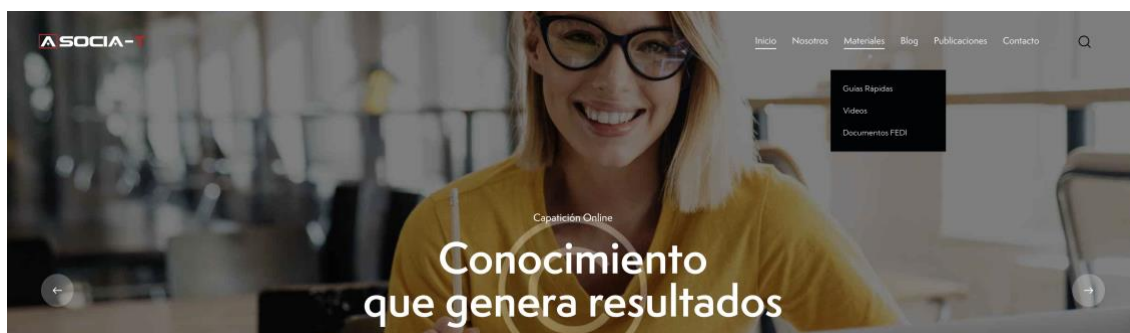 ASOCIA-T
Inicio Nosotros Materiales Blog Publicaciones Contacto
Guías Rápidas
Videos
Documentos FEDI
Capatición Online
Conocimiento
que genera resultados